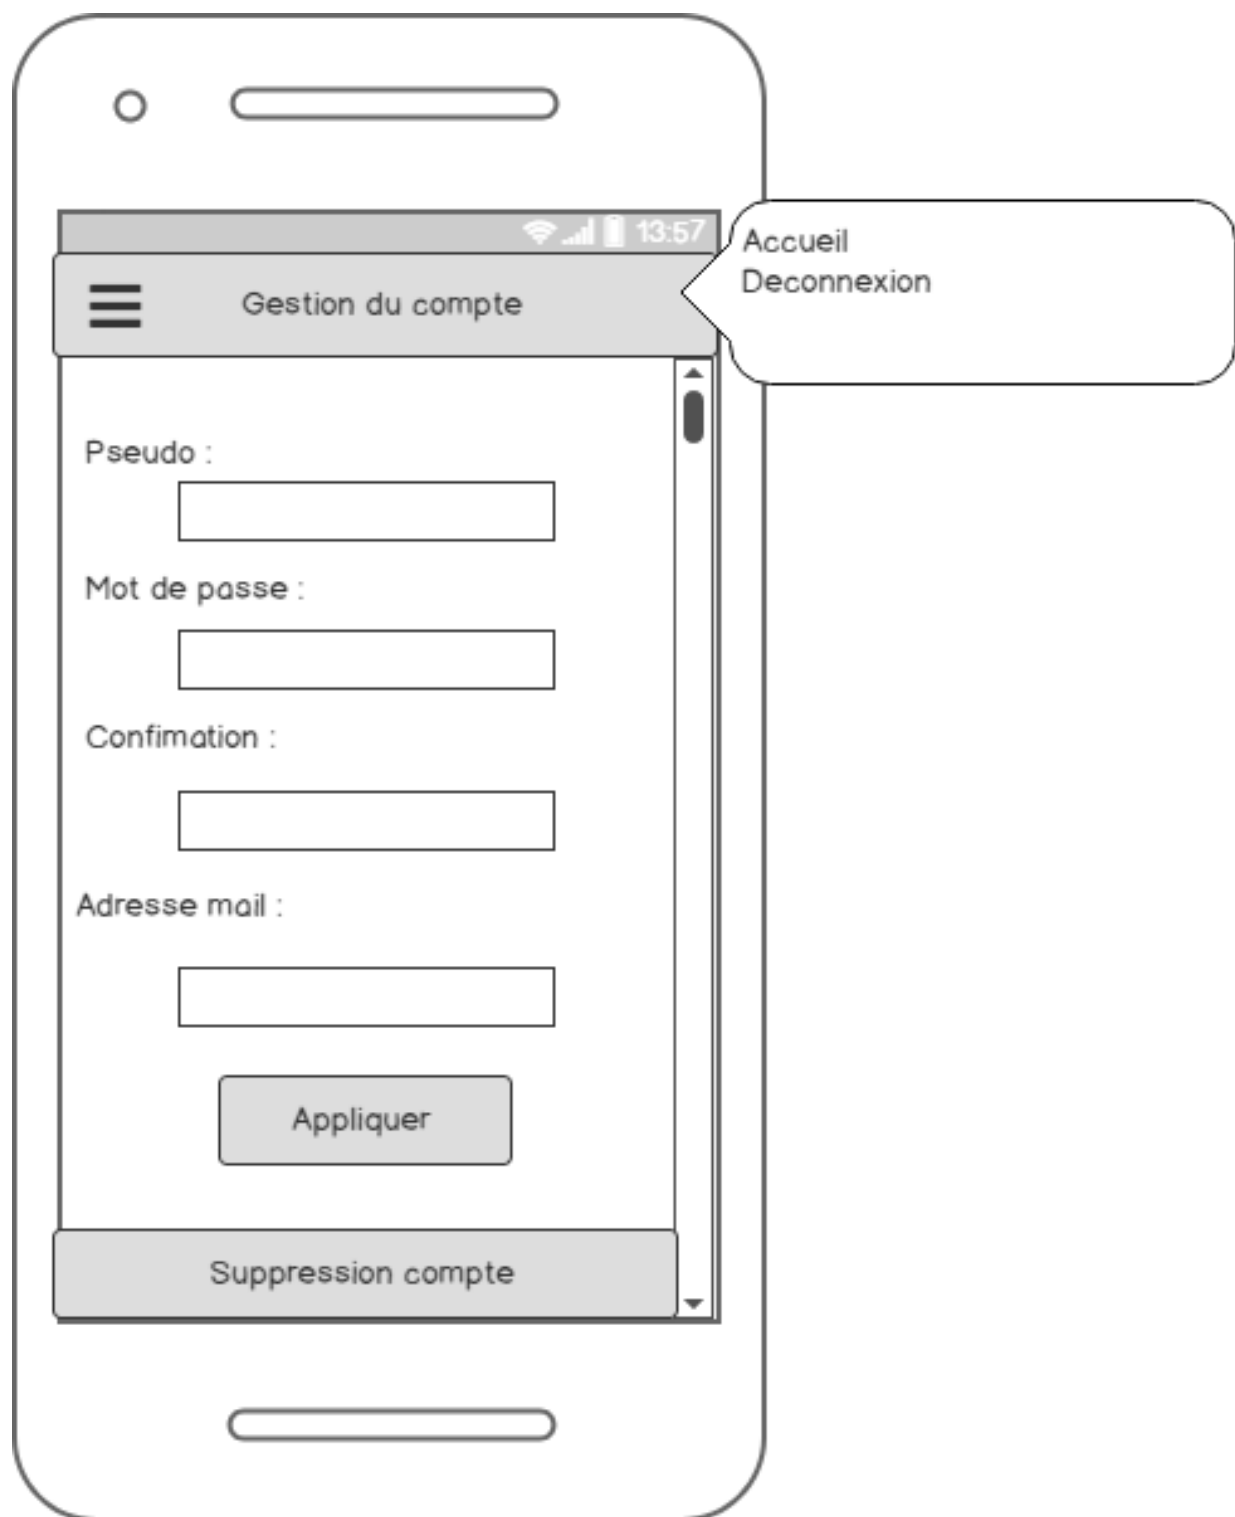 13:57
Gestion du compte
Accueil
Deconnexion
Pseudo :
Mot de passe :
Confimation :
Adresse mail :
Appliquer
Suppression compte